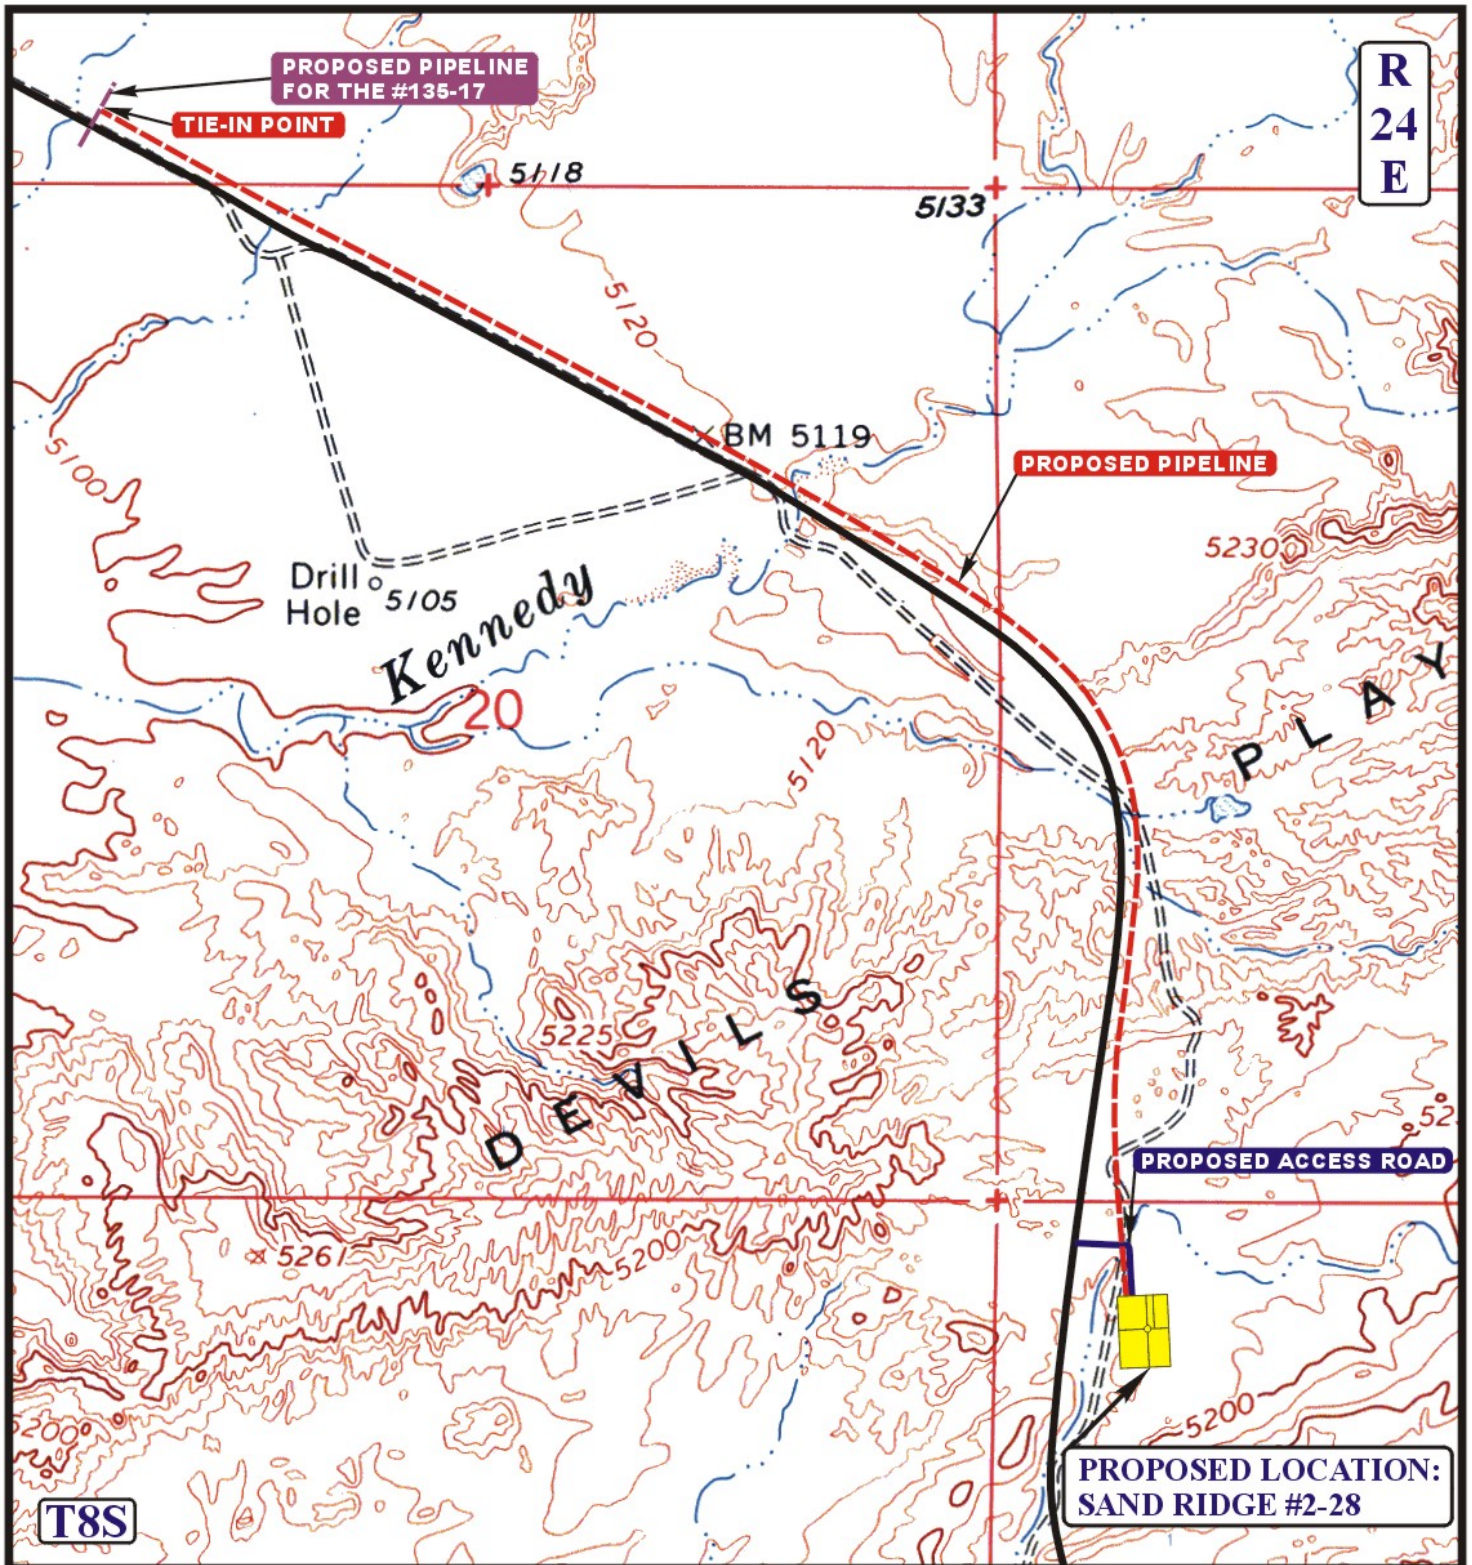 PROPOSED PIPELINE
FOR THE #135-17
TIE-IN POINT
R
24
E
5118
5133
5120
BM 5119
PROPOSED PIPELINE
5100
5230
Drill
Hole
5105
Kennedy
20
5120
PLAY
5225
DEVILS
52
PROPOSED ACCESS ROAD
5261
5200
5200
5200
PROPOSED LOCATION:
SAND RIDGE #2-28
T8S